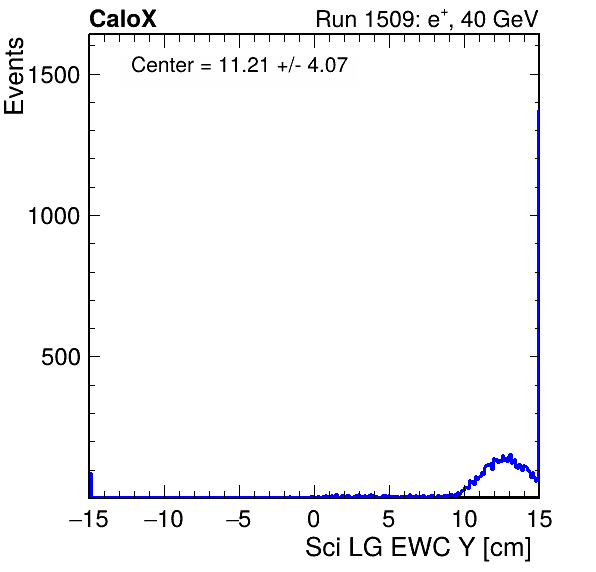 CaloX
Run 1509: e+, 40 GeV
Center = 11.21 +/- 4.07
Events
1500
1000
500
−15 −10 −5 0 5 10 15
Sci LG EWC Y [cm]